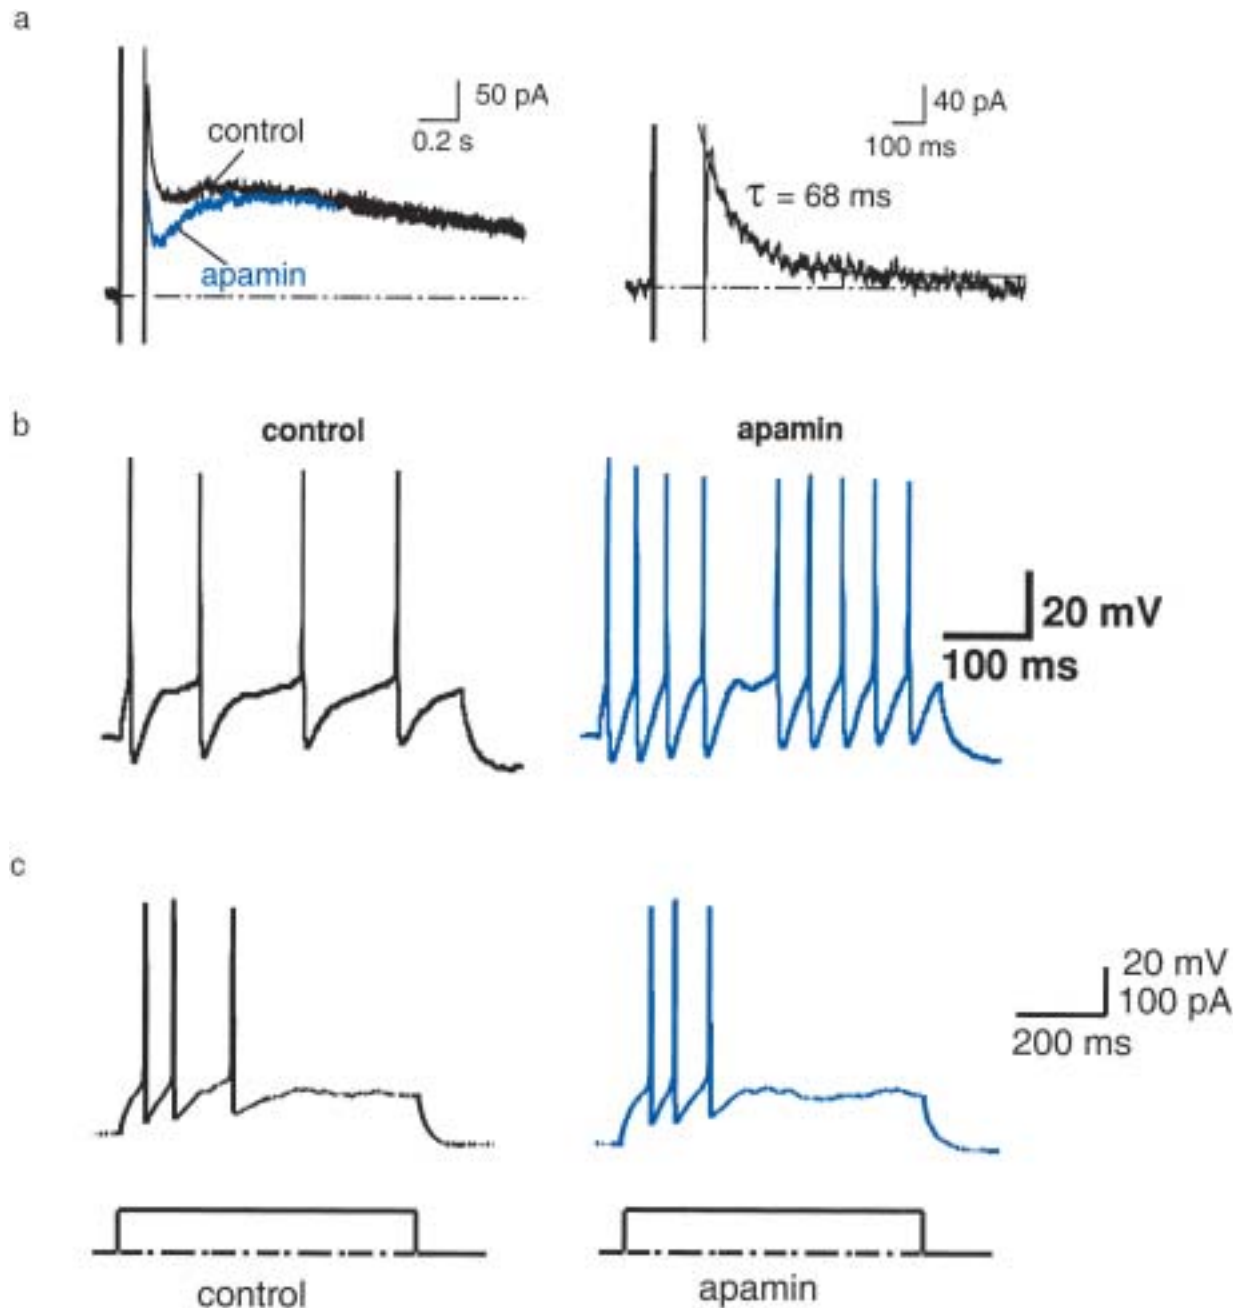 a
control
apamin
50 pA
0.2 s
40 pA
100 ms
τ = 68 ms
b
control
apamin
20 mV
100 ms
c
20 mV
100 pA
200 ms
control
apamin